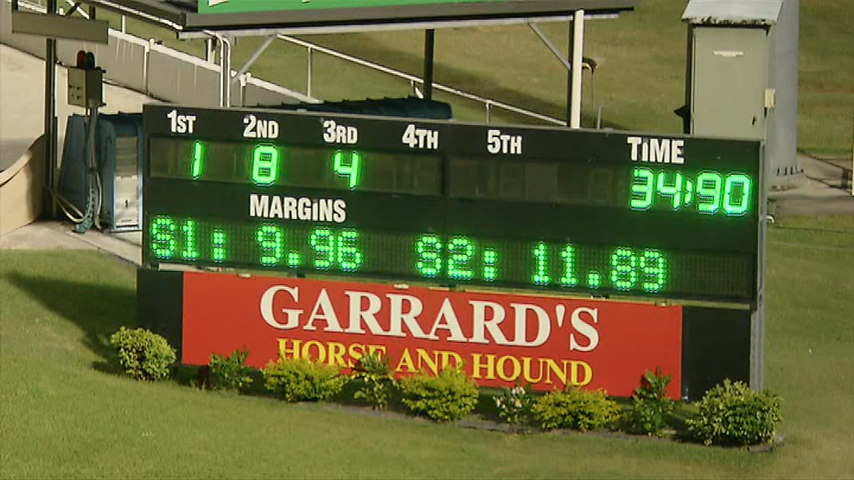 1ST 2ND 3RD 4TH 5TH TIME
1 8 4 34:90
MARGINS
S1: 9.96 S2: 11.89
GARRARD'S
HORSE AND HOUND